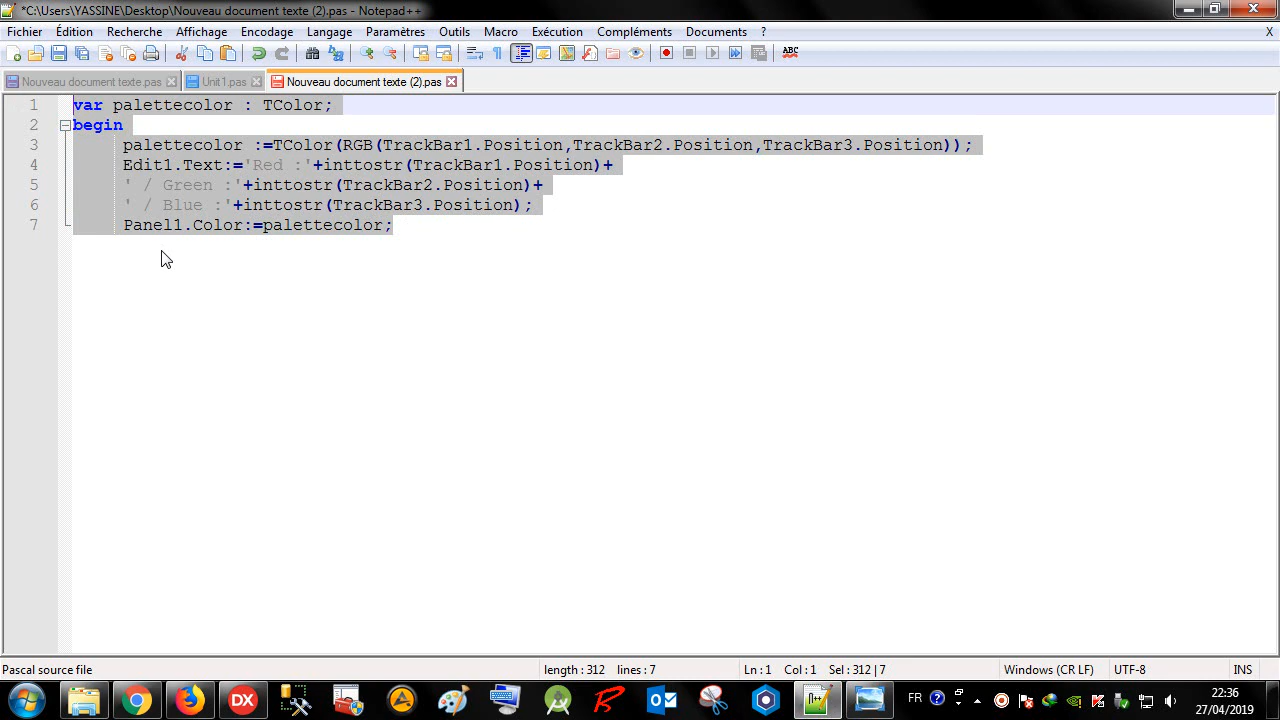 *C:\Users\YASSINE\Desktop\Nouveau document texte (2).pas - Notepad++
Fichier Édition Recherche Affichage Encodage Langage Paramètres Outils Macro Exécution Compléments Documents ? X
ABC
Nouveau document texte.pas Unit1.pas Nouveau document texte (2).pas
1 var palettecolor : TColor;
2 begin
3 palettecolor :=TColor(RGB(TrackBar1.Position,TrackBar2.Position,TrackBar3.Position));
4 Edit1.Text:='Red :'+inttostr(TrackBar1.Position)+
5 ' / Green :'+inttostr(TrackBar2.Position)+
6 ' / Blue :'+inttostr(TrackBar3.Position);
7 Panel1.Color:=palettecolor;
Pascal source file length : 312 lines : 7 Ln : 1 Col : 1 Sel : 312 | 7 Windows (CR LF) UTF-8 INS
DX FR ? 22:36
27/04/2019